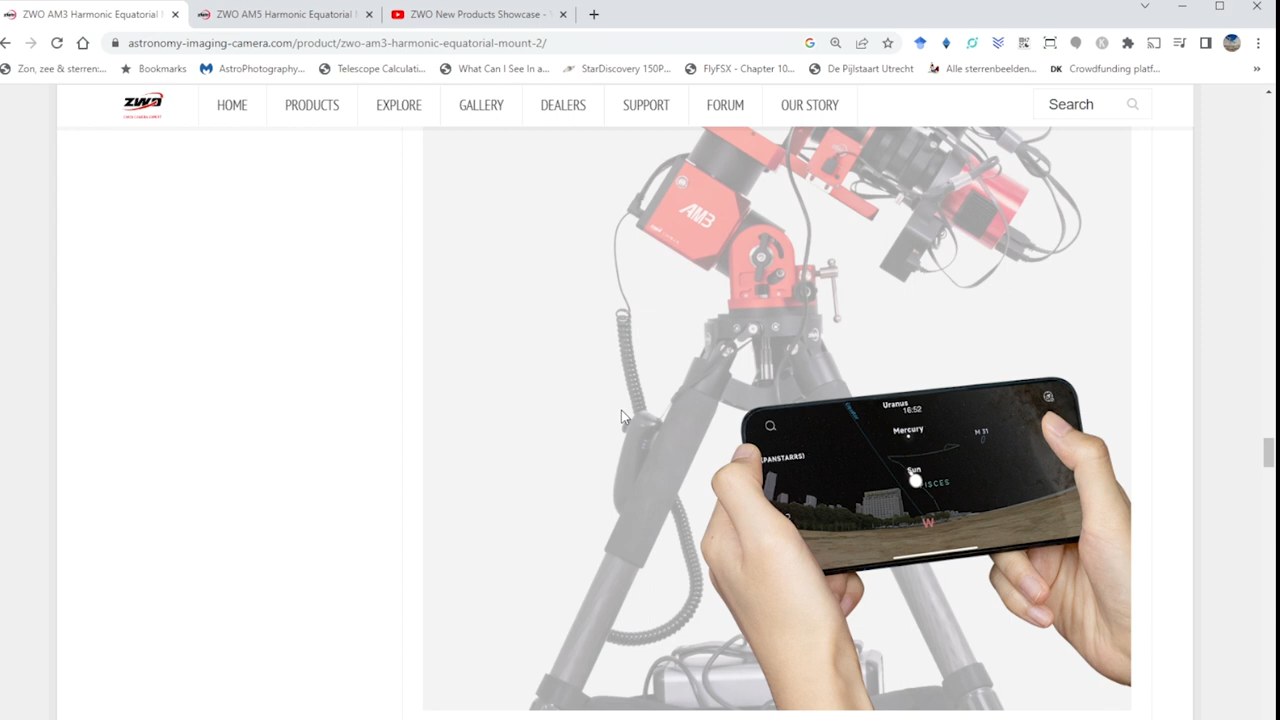 ZWO AM3 Harmonic Equatorial
ZWO AM5 Harmonic Equatorial
ZWO New Products Showcase -
astronomy-imaging-camera.com/product/zwo-am3-harmonic-equatorial-mount-2/
Zon, zee & sterren:...
Bookmarks
AstroPhotography...
Telescope Calculati...
What Can I See In a...
StarDiscovery 150P...
FlyFSX - Chapter 10...
De Pijlstaart Utrecht
Alle sterrenbeelden...
DK Crowdfunding platf...
ZWO
HOME
PRODUCTS
EXPLORE
GALLERY
DEALERS
SUPPORT
FORUM
OUR STORY
Search
AM3
Uranus
16:52
Mercury
M 31
(PANSTARRS)
Sun
PISCES
W